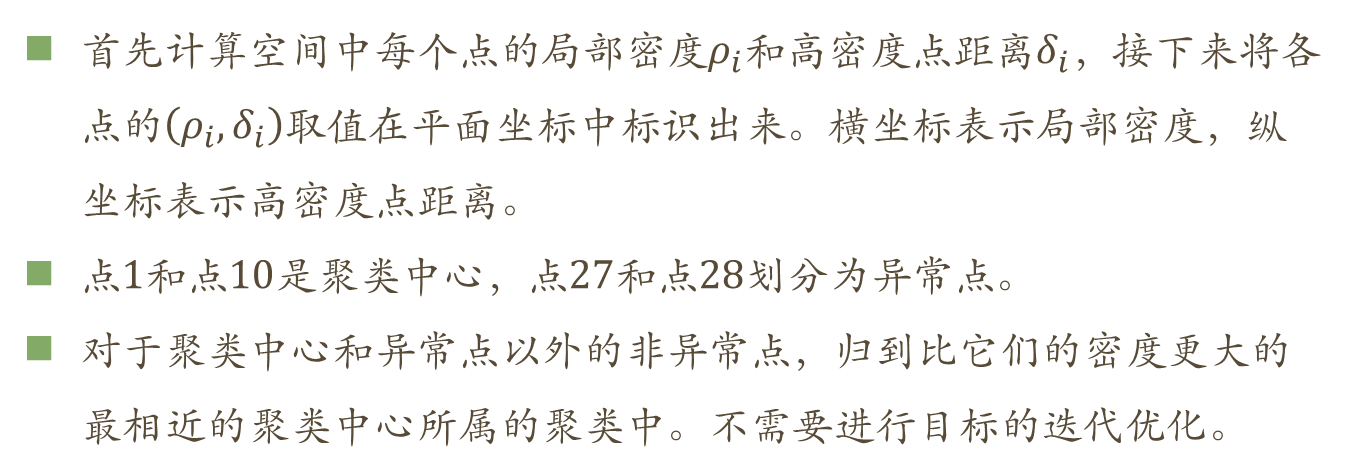 首先计算空间中每个点的局部密度ρᵢ和高密度点距离δᵢ，接下来将各
点的(ρᵢ, δᵢ)取值在平面坐标中标识出来。横坐标表示局部密度，纵
坐标表示高密度点距离。
点1和点10是聚类中心，点27和点28划分为异常点。
对于聚类中心和异常点以外的非异常点，归到比它们的密度更大的
最相近的聚类中心所属的聚类中。不需要进行目标的迭代优化。